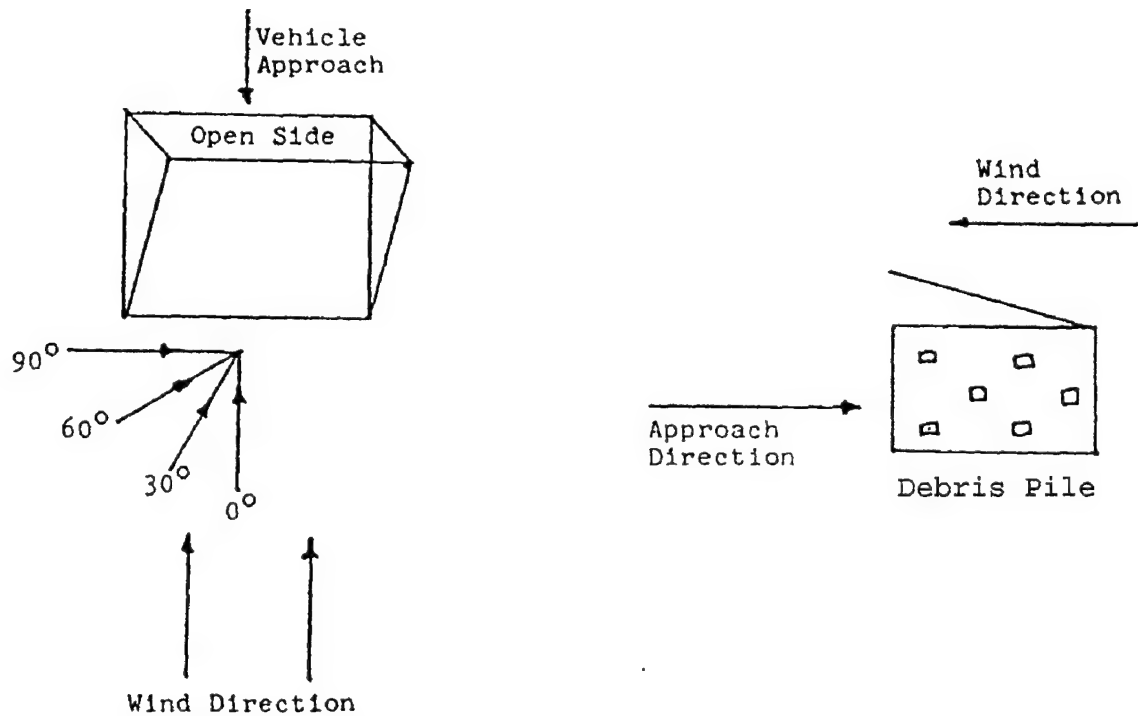 Vehicle
Approach
Open Side
Wind
Direction
90°
60°
30°
0°
Approach
Direction
Debris Pile
Wind Direction